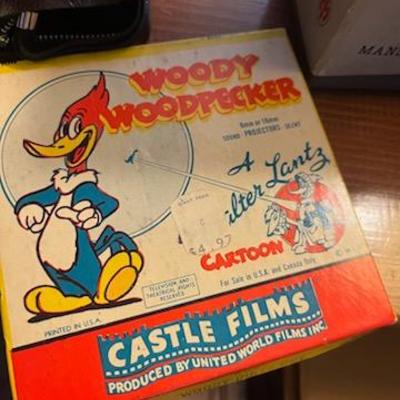 WOODY
WOODPECKER
8mm or 16mm
SOUND · PROJECTORS · SILENT
A
Walter Lantz
4.97
CARTOON
For Sale in U.S.A. and Canada Only
TELEVISION AND
THEATRICAL RIGHTS
RESERVED
PRINTED IN U.S.A.
CASTLE FILMS
PRODUCED BY UNITED WORLD FILMS INC.